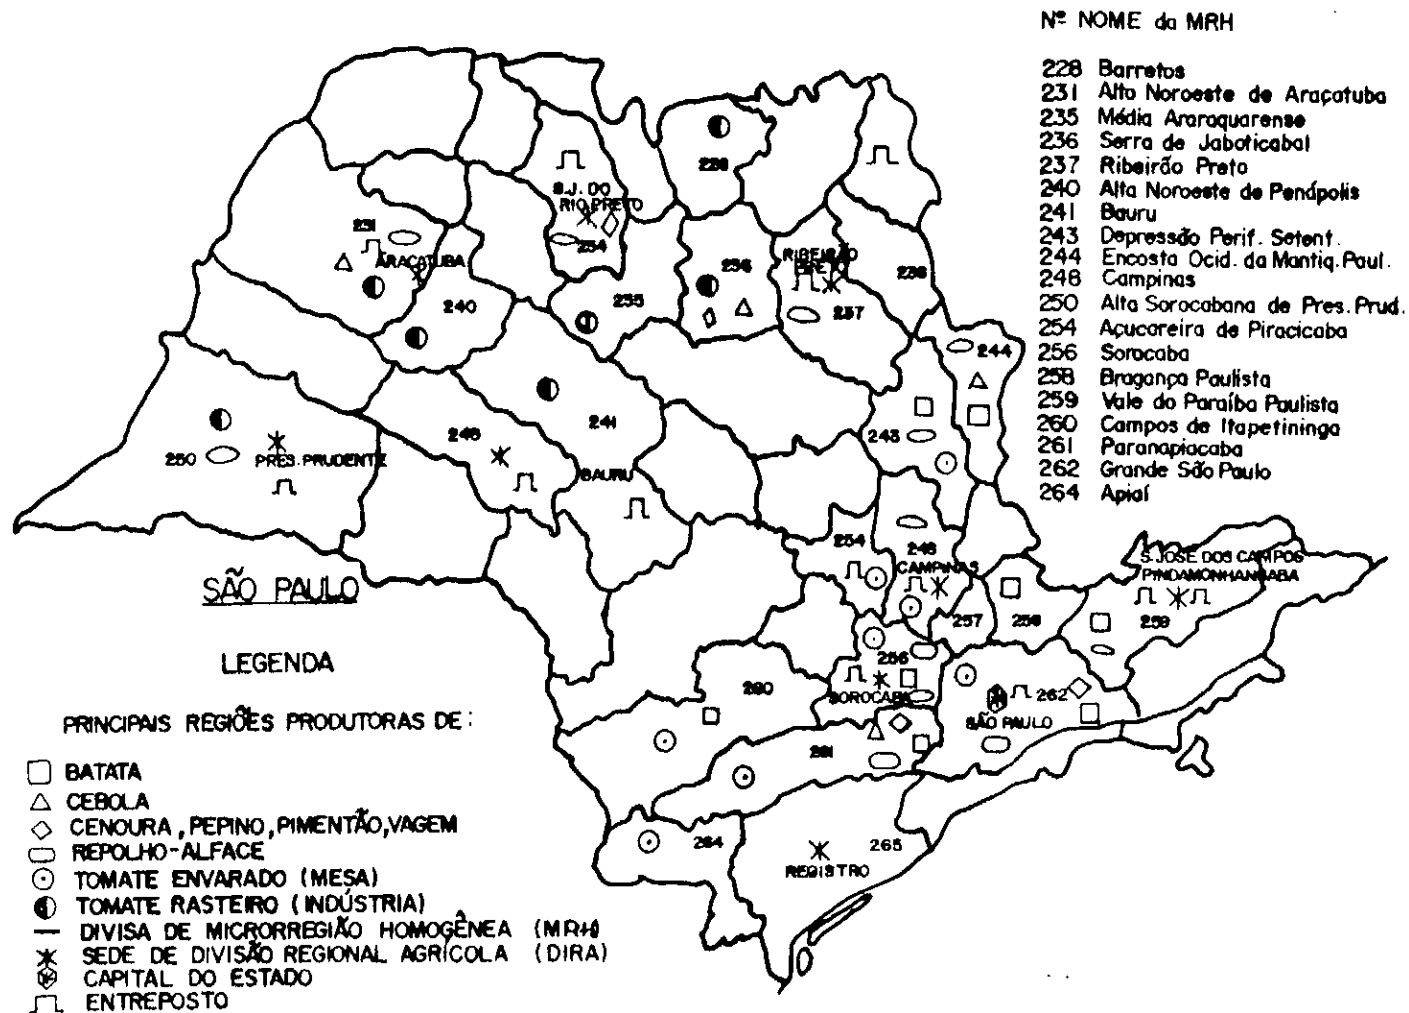 Nº NOME da MRH
228 Barretos
231 Alto Noroeste de Araçatuba
235 Média Araraquarense
236 Serra de Jaboticabal
237 Ribeirão Preto
240 Alta Noroeste de Penápolis
241 Bauru
243 Depressão Perif. Setent.
244 Encosta Ocid. da Mantiq. Paul.
248 Campinas
250 Alta Sorocabana de Pres. Prud.
254 Açucareira de Piracicaba
256 Sorocaba
258 Bragança Paulista
259 Vale do Paraíba Paulista
260 Campos de Itapetininga
261 Paranapiacaba
262 Grande São Paulo
264 Apiaí
S.J. DO
RIO PRETO
234
231
ARAÇATUBA
240
235
236
RIBEIRÃO
PRETO
237
244
243
241
250
PRES. PRUDENTE
BAURU
254
248
CAMPINAS
S. JOSE DOS CAMPOS
PINDAMONHANGABA
257
259
256
SOROCABA
260
262
SÃO PAULO
261
264
265
REGISTRO
SÃO PAULO
LEGENDA
PRINCIPAIS REGIÕES PRODUTORAS DE:
BATATA
CEBOLA
CENOURA, PEPINO, PIMENTÃO, VAGEM
REPOLHO-ALFACE
TOMATE ENVARADO (MESA)
TOMATE RASTEIRO (INDÚSTRIA)
DIVISA DE MICRORREGIÃO HOMOGÊNEA (MRH)
SEDE DE DIVISÃO REGIONAL AGRÍCOLA (DIRA)
CAPITAL DO ESTADO
ENTREPOSTO